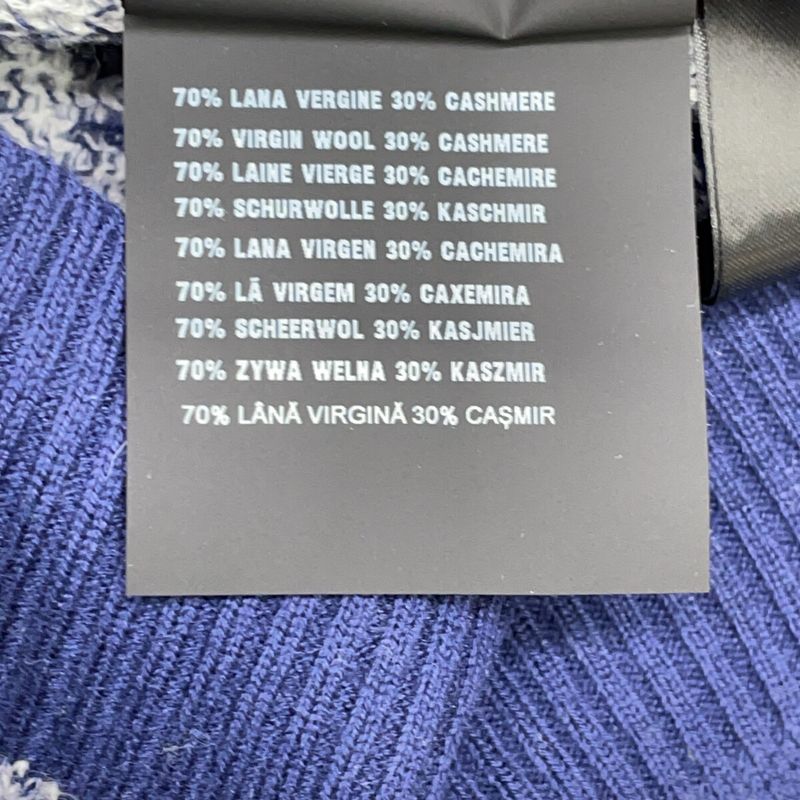 70% LANA VERGINE 30% CASHMERE
70% VIRGIN WOOL 30% CASHMERE
70% LAINE VIERGE 30% CACHEMIRE
70% SCHURWOLLE 30% KASCHMIR
70% LANA VIRGEN 30% CACHEMIRA
70% LÃ VIRGEM 30% CAXEMIRA
70% SCHEERWOL 30% KASJMIER
70% ZYWA WELNA 30% KASZMIR
70% LÂNĂ VIRGINĂ 30% CAȘMIR